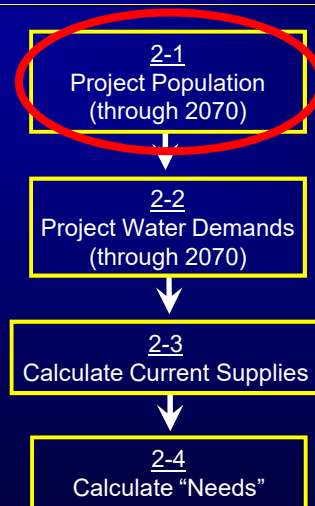 2-1
Project Population
(through 2070)
2-2
Project Water Demands
(through 2070)
2-3
Calculate Current Supplies
2-4
Calculate “Needs”